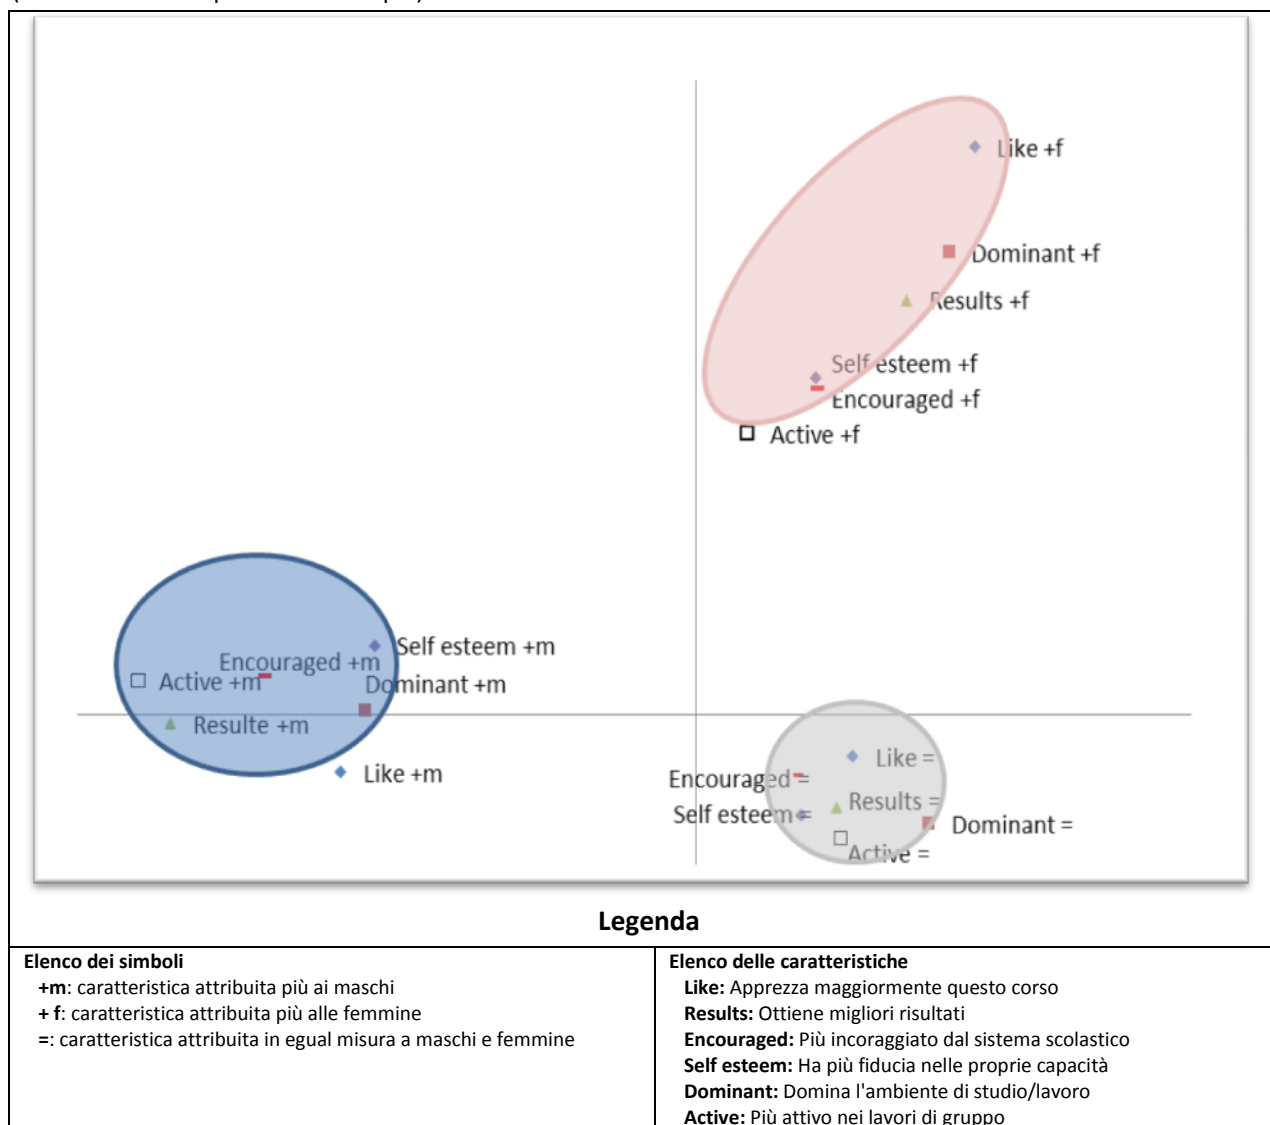 Like +f
Dominant +f
Results +f
Self esteem +f
Encouraged +f
Active +f
Self esteem +m
Encouraged +m
Active +m
Dominant +m
Resulte +m
Like +m
Like =
Encouraged =
Results =
Self esteem =
Dominant =
Active =
Legenda
Elenco dei simboli
+m: caratteristica attribuita più ai maschi
+ f: caratteristica attribuita più alle femmine
=: caratteristica attribuita in egual misura a maschi e femmine
Elenco delle caratteristiche
Like: Apprezza maggiormente questo corso
Results: Ottiene migliori risultati
Encouraged: Più incoraggiato dal sistema scolastico
Self esteem: Ha più fiducia nelle proprie capacità
Dominant: Domina l'ambiente di studio/lavoro
Active: Più attivo nei lavori di gruppo